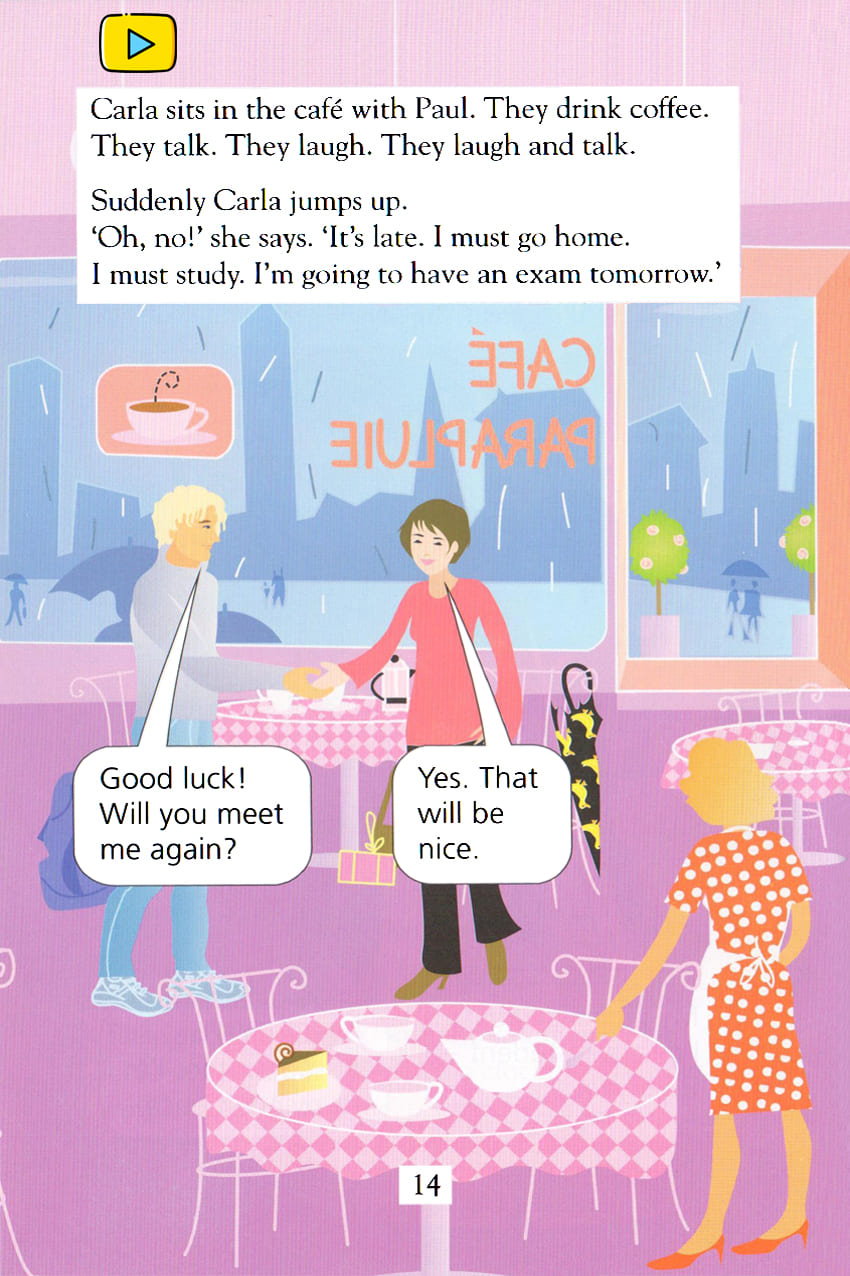 Carla sits in the café with Paul. They drink coffee.
They talk. They laugh. They laugh and talk.
Suddenly Carla jumps up.
‘Oh, no!’ she says. ‘It’s late. I must go home.
I must study. I’m going to have an exam tomorrow.’
CAFÉ
PARAPLUIE
Good luck!
Will you meet
me again?
Yes. That
will be
nice.
14